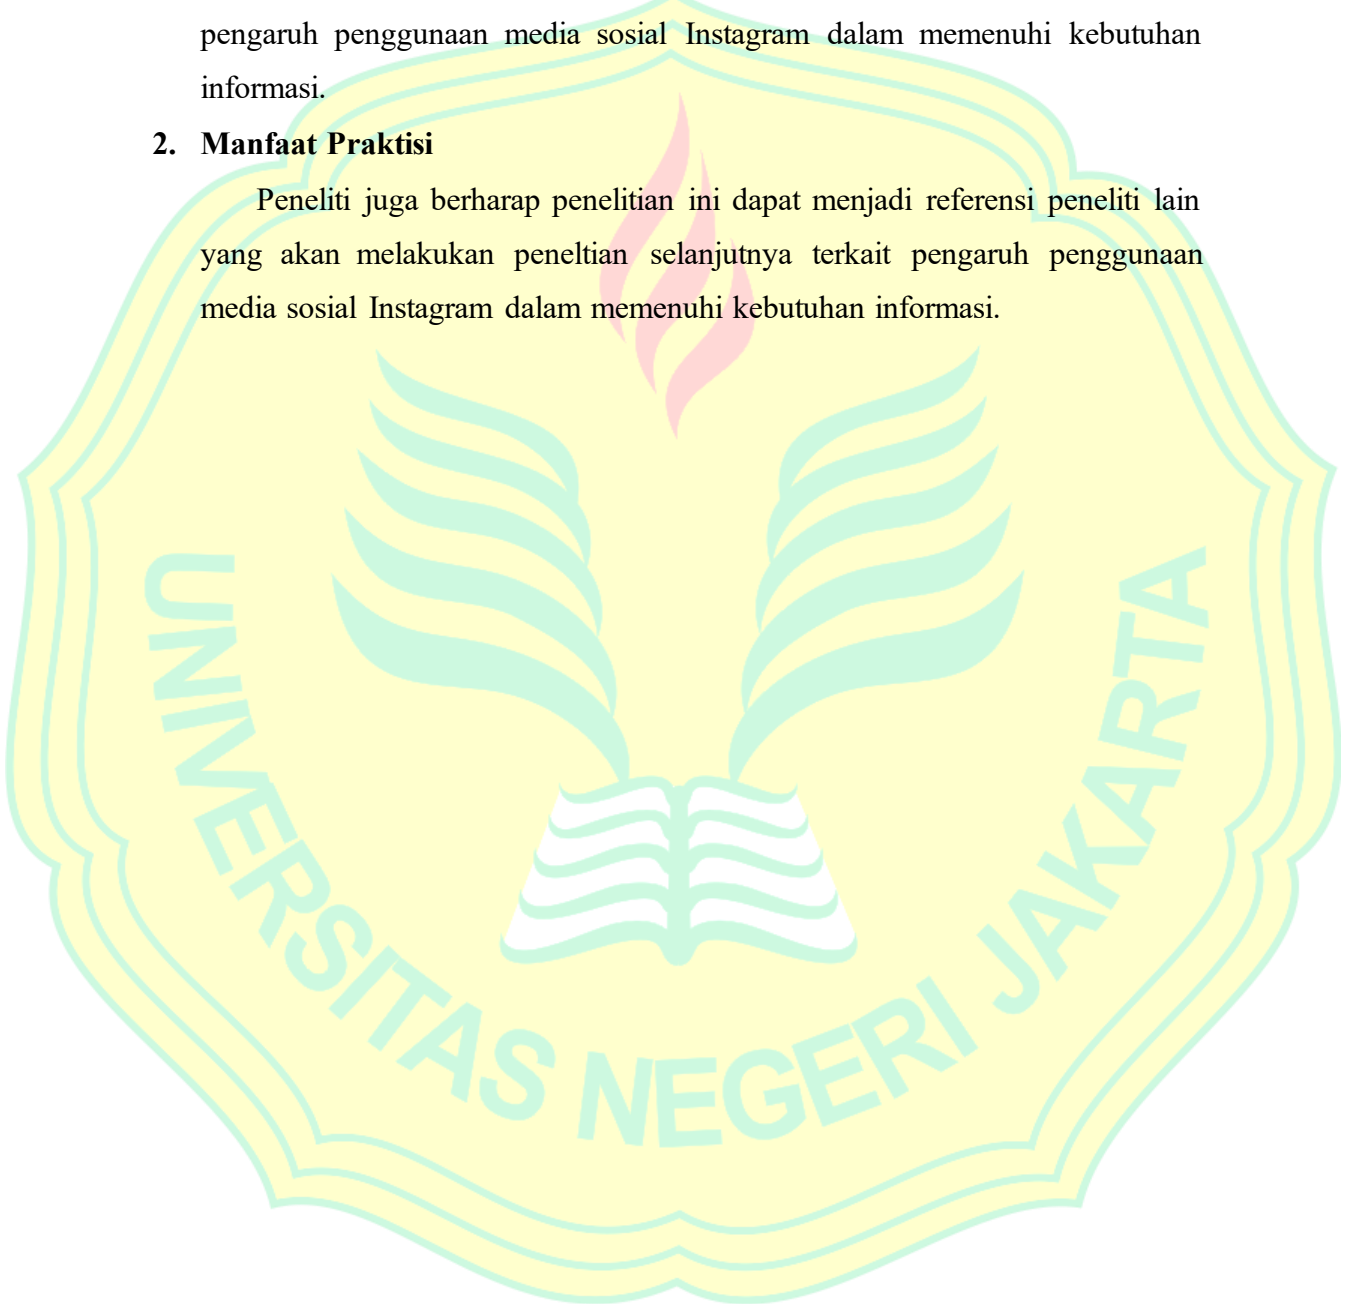 pengaruh penggunaan media sosial Instagram dalam memenuhi kebutuhan
informasi.
2. Manfaat Praktisi
Peneliti juga berharap penelitian ini dapat menjadi referensi peneliti lain
yang akan melakukan peneltian selanjutnya terkait pengaruh penggunaan
media sosial Instagram dalam memenuhi kebutuhan informasi.
UNIVERSITAS NEGERI JAKARTA